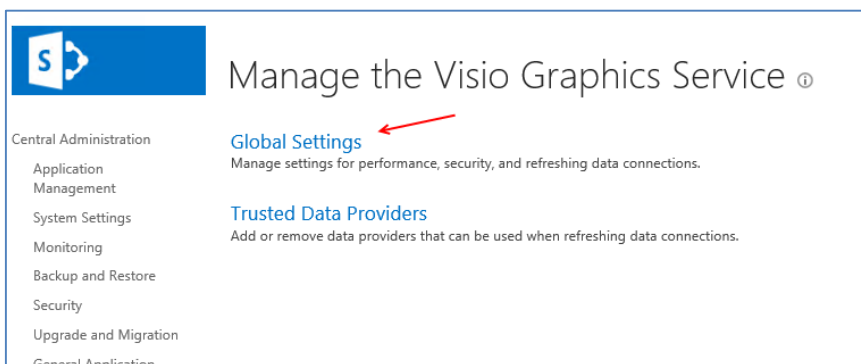 S
Manage the Visio Graphics Service
Central Administration
Application
Management
System Settings
Monitoring
Backup and Restore
Security
Upgrade and Migration
General Application
Global Settings
Manage settings for performance, security, and refreshing data connections.
Trusted Data Providers
Add or remove data providers that can be used when refreshing data connections.